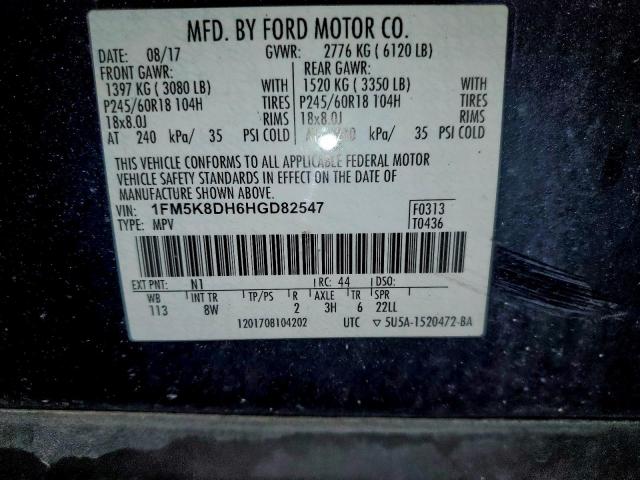 MFD. BY FORD MOTOR CO.
DATE: 08/17 GVWR: 2776 KG ( 6120 LB)
FRONT GAWR: REAR GAWR:
1397 KG ( 3080 LB) WITH 1520 KG ( 3350 LB) WITH
P245/60R18 104H TIRES P245/60R18 104H TIRES
18x8.0J RIMS 18x8.0J RIMS
AT 240 kPa/ 35 PSI COLD AT 240 kPa/ 35 PSI COLD
THIS VEHICLE CONFORMS TO ALL APPLICABLE FEDERAL MOTOR
VEHICLE SAFETY STANDARDS IN EFFECT ON THE DATE OF
MANUFACTURE SHOWN ABOVE.
VIN: 1FM5K8DH6HGD82547 F0313
TYPE: MPV T0436
EXT PNT: N1 RC: 44 DSO:
WB INT TR TP/PS R AXLE TR SPR
113 8W 2 3H 6 22LL
1201708104202 UTC 5U5A-1520472-BA